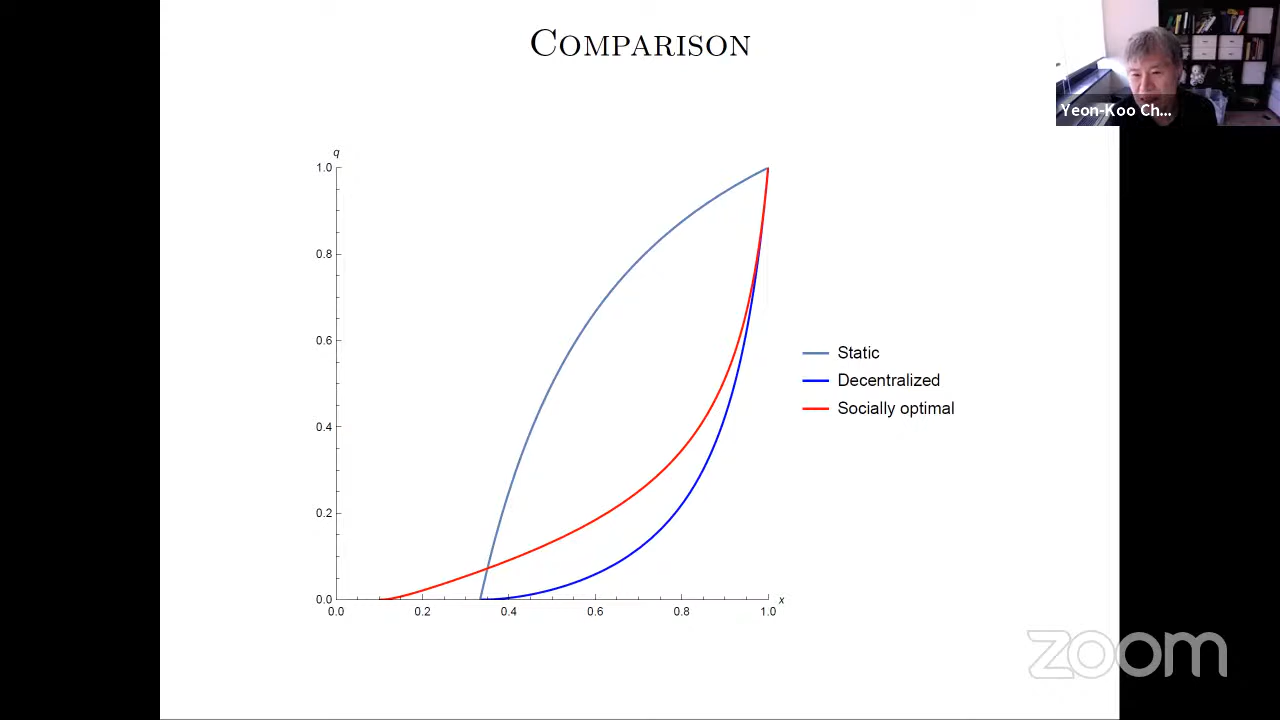 COMPARISON
Yeon-Koo Ch...
q
1.0
0.8
0.6
0.4
0.2
0.0
0.0 0.2 0.4 0.6 0.8 1.0 x
Static
Decentralized
Socially optimal
zoom